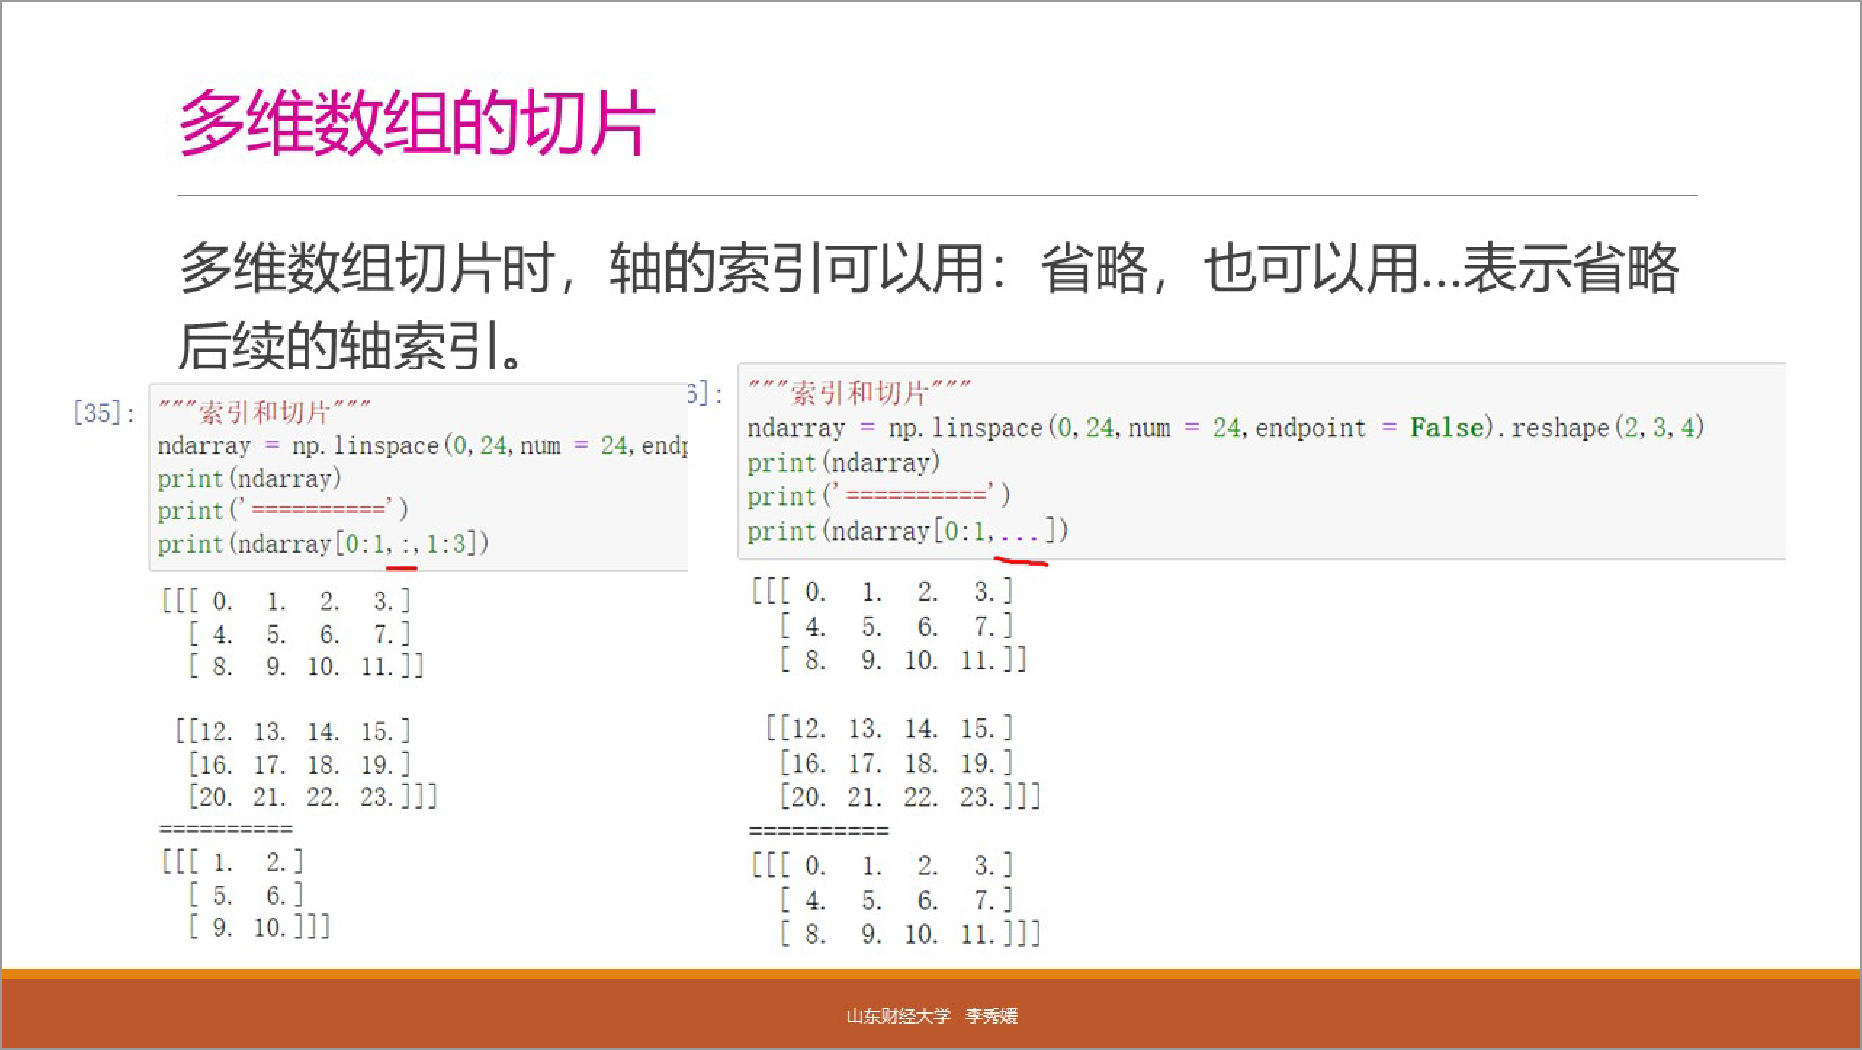 多维数组的切片
多维数组切片时，轴的索引可以用：省略，也可以用...表示省略
后续的轴索引。
[35]:
"""索引和切片"""
ndarray = np.linspace(0,24,num = 24,endp
print(ndarray)
print('==========')
print(ndarray[0:1,:,1:3])
[[[ 0.  1.  2.  3.]
[ 4.  5.  6.  7.]
[ 8.  9. 10. 11.]]
[[12. 13. 14. 15.]
[16. 17. 18. 19.]
[20. 21. 22. 23.]]]
==========
[[[ 1.  2.]
[ 5.  6.]
[ 9. 10.]]]
6]:
"""索引和切片"""
ndarray = np.linspace(0,24,num = 24,endpoint = False).reshape(2,3,4)
print(ndarray)
print('==========')
print(ndarray[0:1,...])
[[[ 0.  1.  2.  3.]
[ 4.  5.  6.  7.]
[ 8.  9. 10. 11.]]
[[12. 13. 14. 15.]
[16. 17. 18. 19.]
[20. 21. 22. 23.]]]
==========
[[[ 0.  1.  2.  3.]
[ 4.  5.  6.  7.]
[ 8.  9. 10. 11.]]]
山东财经大学 李秀媛